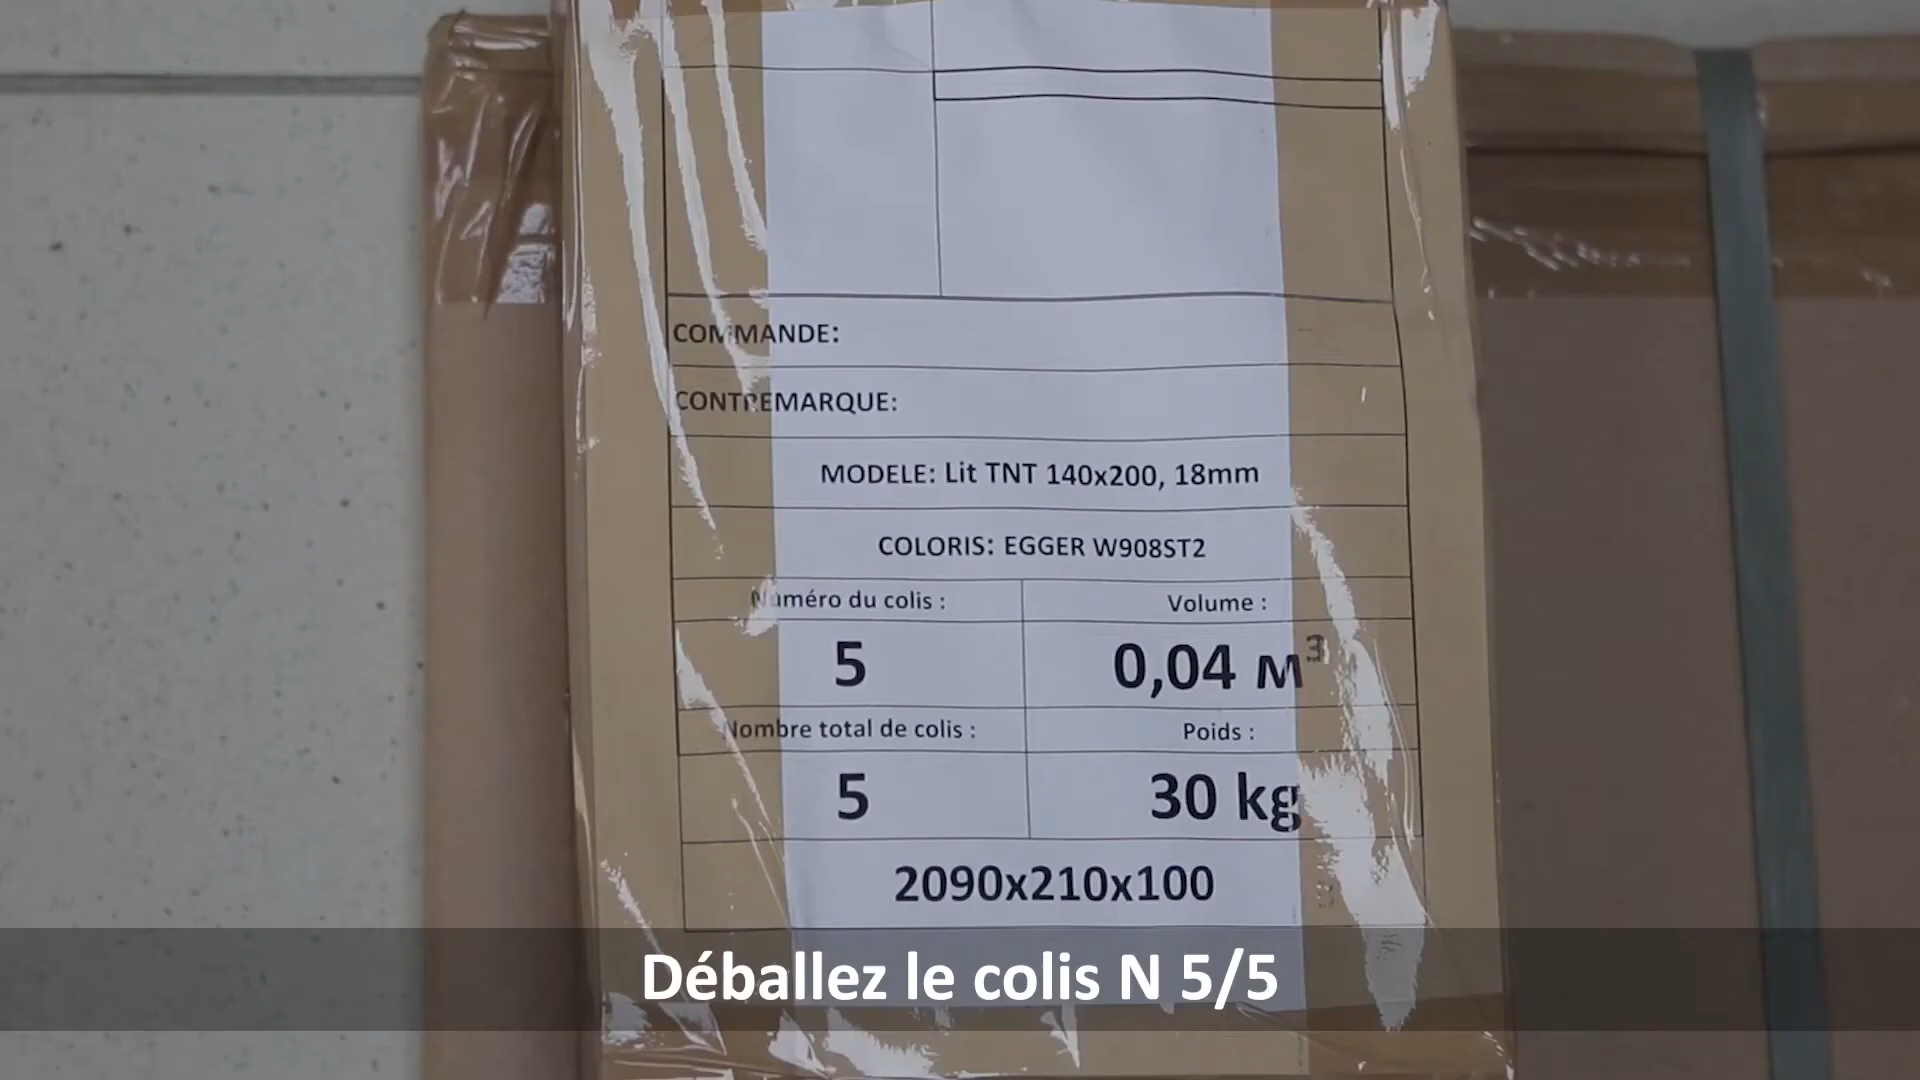 COMMANDE:
CONTREMARQUE:
MODELE: Lit TNT 140x200, 18mm
COLORIS: EGGER W908ST2
Numéro du colis : Volume :
5 0,04 м³
Nombre total de colis : Poids :
5 30 kg
2090x210x100
Déballez le colis N 5/5